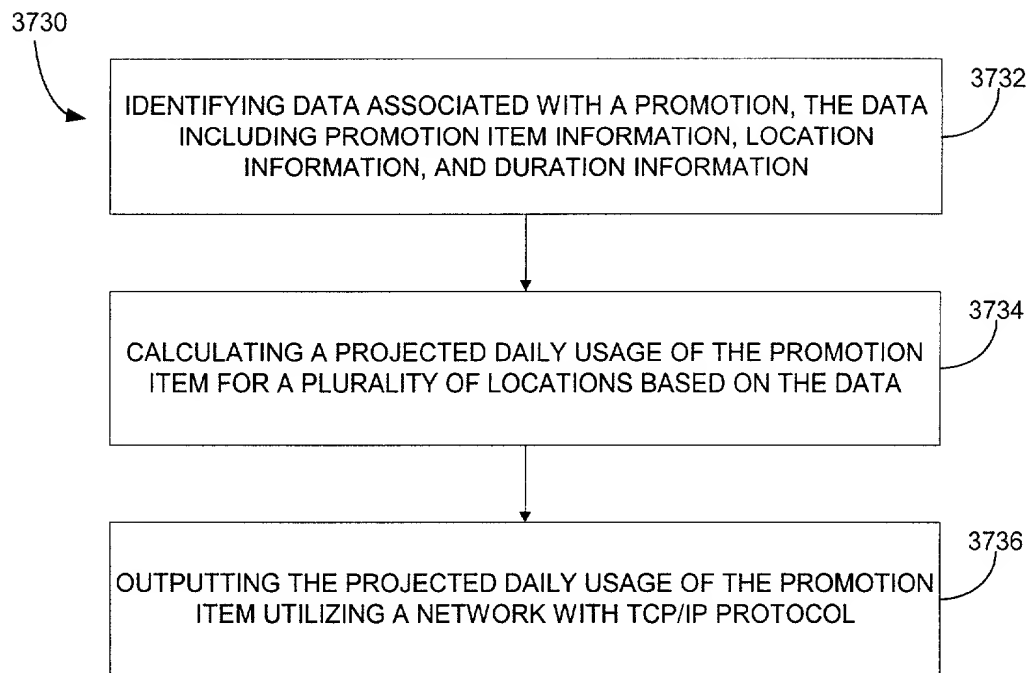 3730
3732
IDENTIFYING DATA ASSOCIATED WITH A PROMOTION, THE DATA
INCLUDING PROMOTION ITEM INFORMATION, LOCATION
INFORMATION, AND DURATION INFORMATION
3734
CALCULATING A PROJECTED DAILY USAGE OF THE PROMOTION
ITEM FOR A PLURALITY OF LOCATIONS BASED ON THE DATA
3736
OUTPUTTING THE PROJECTED DAILY USAGE OF THE PROMOTION
ITEM UTILIZING A NETWORK WITH TCP/IP PROTOCOL